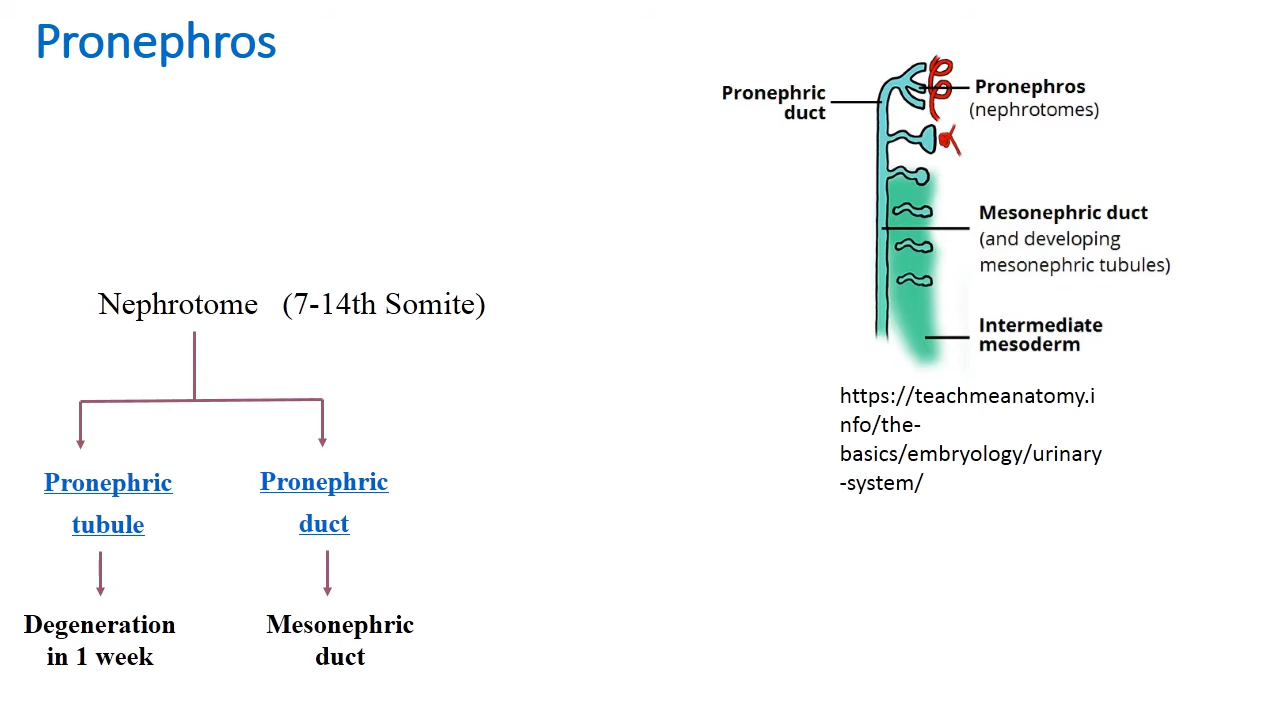 Pronephros
Pronephric
duct
Pronephros
(nephrotomes)
Mesonephric duct
(and developing
mesonephric tubules)
Intermediate
mesoderm
https://teachmeanatomy.i
nfo/the-
basics/embryology/urinary
-system/
Nephrotome (7-14th Somite)
Pronephric
tubule
Pronephric
duct
Degeneration
in 1 week
Mesonephric
duct